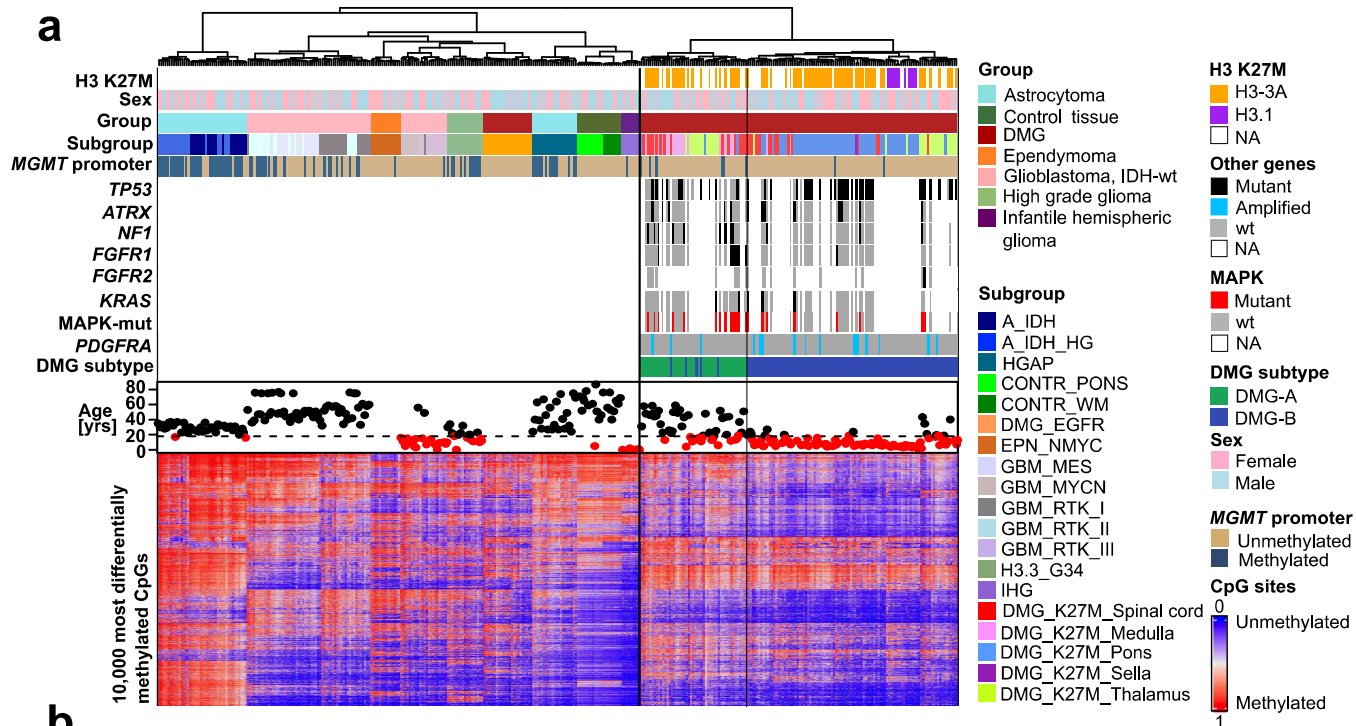 a
H3 K27M
Sex
Group
Subgroup
MGMT promoter
TP53
ATRX
NF1
FGFR1
FGFR2
KRAS
MAPK-mut
PDGFRA
DMG subtype
Age
[yrs]
80
60
40
20
0
10,000 most differentially
methylated CpGs
Group
Astrocytoma
Control tissue
DMG
Ependymoma
Glioblastoma, IDH-wt
High grade glioma
Infantile hemispheric
glioma
Subgroup
A_IDH
A_IDH_HG
HGAP
CONTR_PONS
CONTR_WM
DMG_EGFR
EPN_NMYC
GBM_MES
GBM_MYCN
GBM_RTK_I
GBM_RTK_II
GBM_RTK_III
H3.3_G34
IHG
DMG_K27M_Spinal cord
DMG_K27M_Medulla
DMG_K27M_Pons
DMG_K27M_Sella
DMG_K27M_Thalamus
H3 K27M
H3-3A
H3.1
NA
Other genes
Mutant
Amplified
wt
NA
MAPK
Mutant
wt
NA
DMG subtype
DMG-A
DMG-B
Sex
Female
Male
MGMT promoter
Unmethylated
Methylated
CpG sites
0
Unmethylated
Methylated
1
b